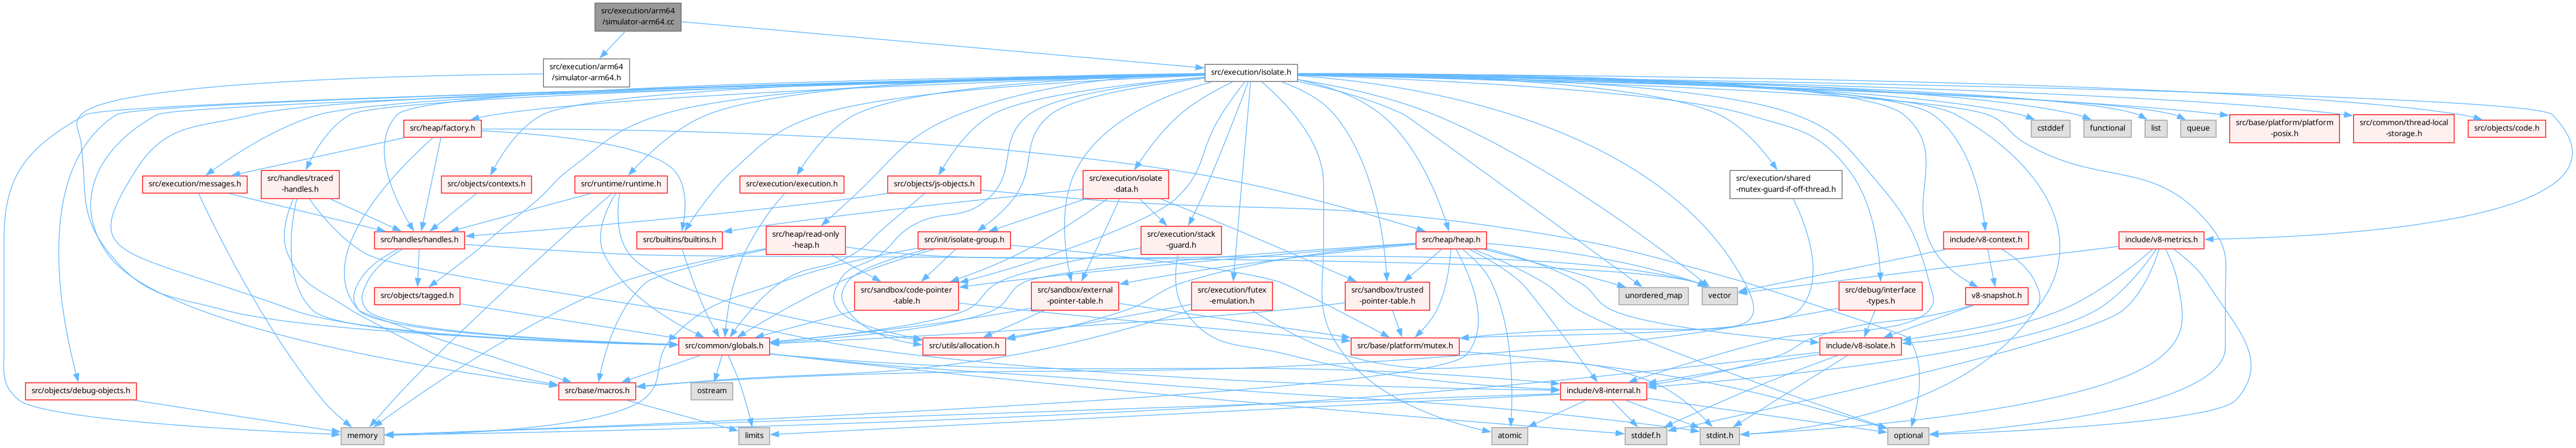 src/execution/arm64
/simulator-arm64.cc
src/execution/arm64
/simulator-arm64.h
src/execution/isolate.h
src/heap/factory.h
cstddef
functional
list
queue
src/base/platform/platform
-posix.h
src/common/thread-local
-storage.h
src/objects/code.h
src/execution/messages.h
src/handles/traced
-handles.h
src/objects/contexts.h
src/runtime/runtime.h
src/execution/execution.h
src/objects/js-objects.h
src/execution/isolate
-data.h
src/execution/shared
-mutex-guard-if-off-thread.h
src/handles/handles.h
src/builtins/builtins.h
src/heap/read-only
-heap.h
src/init/isolate-group.h
src/execution/stack
-guard.h
src/heap/heap.h
include/v8-context.h
include/v8-metrics.h
src/objects/tagged.h
src/sandbox/code-pointer
-table.h
src/sandbox/external
-pointer-table.h
src/execution/futex
-emulation.h
src/sandbox/trusted
-pointer-table.h
unordered_map
vector
src/debug/interface
-types.h
v8-snapshot.h
src/common/globals.h
src/utils/allocation.h
src/base/platform/mutex.h
include/v8-isolate.h
src/objects/debug-objects.h
src/base/macros.h
ostream
include/v8-internal.h
memory
limits
atomic
stddef.h
stdint.h
optional